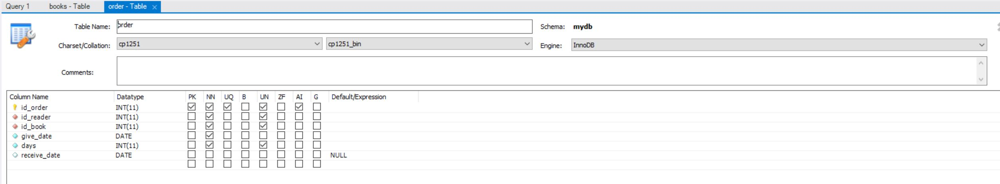 Query 1 books - Table order - Table
Table Name: order Schema: mydb
Charset/Collation: cp1251 cp1251_bin Engine: InnoDB
Comments:
Column Name Datatype PK NN UQ B UN ZF AI G Default/Expression
id_order INT(11)
id_reader INT(11)
id_book INT(11)
give_date DATE
days INT(11)
receive_date DATE NULL